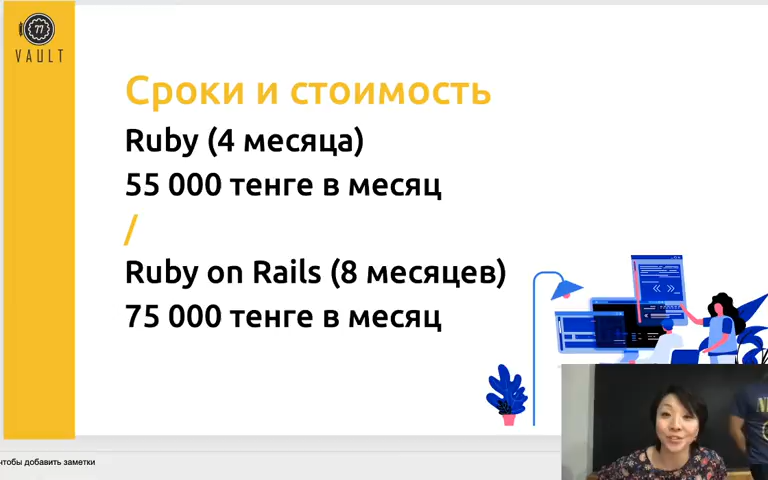 77
VAULT
Сроки и стоимость
Ruby (4 месяца)
55 000 тенге в месяц
/
Ruby on Rails (8 месяцев)
75 000 тенге в месяц
чтобы добавить заметки